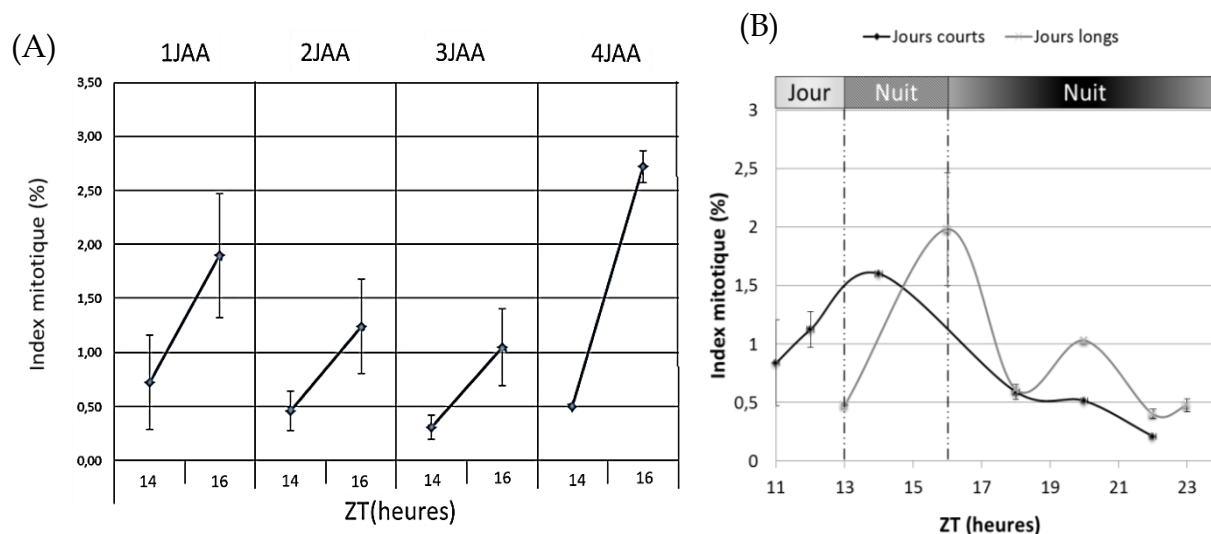 (A)
1JAA 2JAA 3JAA 4JAA
3,50
3,00
2,50
2,00
1,50
1,00
0,50
0,00
Index mitotique (%)
14 16 14 16 14 16 14 16
ZT(heures)
(B)
Jours courts Jours longs
Jour Nuit Nuit
3
2,5
2
1,5
1
0,5
0
Index mitotique (%)
11 13 15 17 19 21 23
ZT (heures)